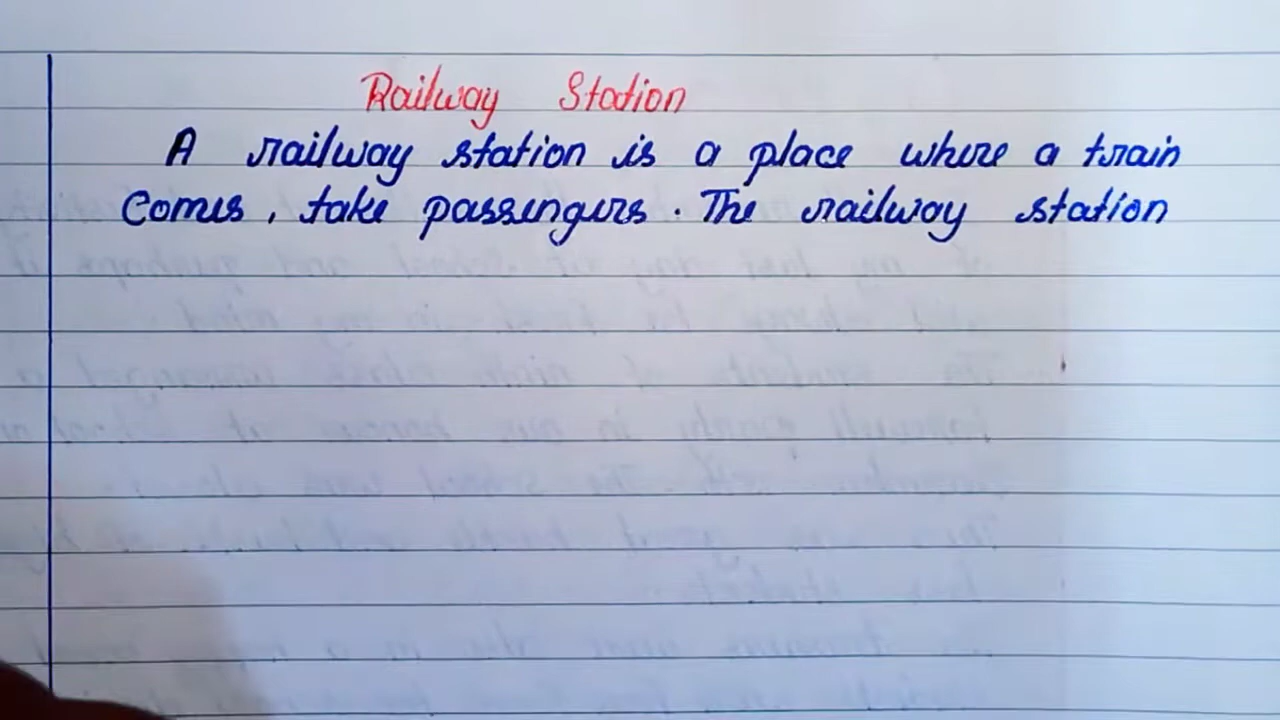 Railway Station
A railway station is a place where a train
comes, take passengers. The railway station